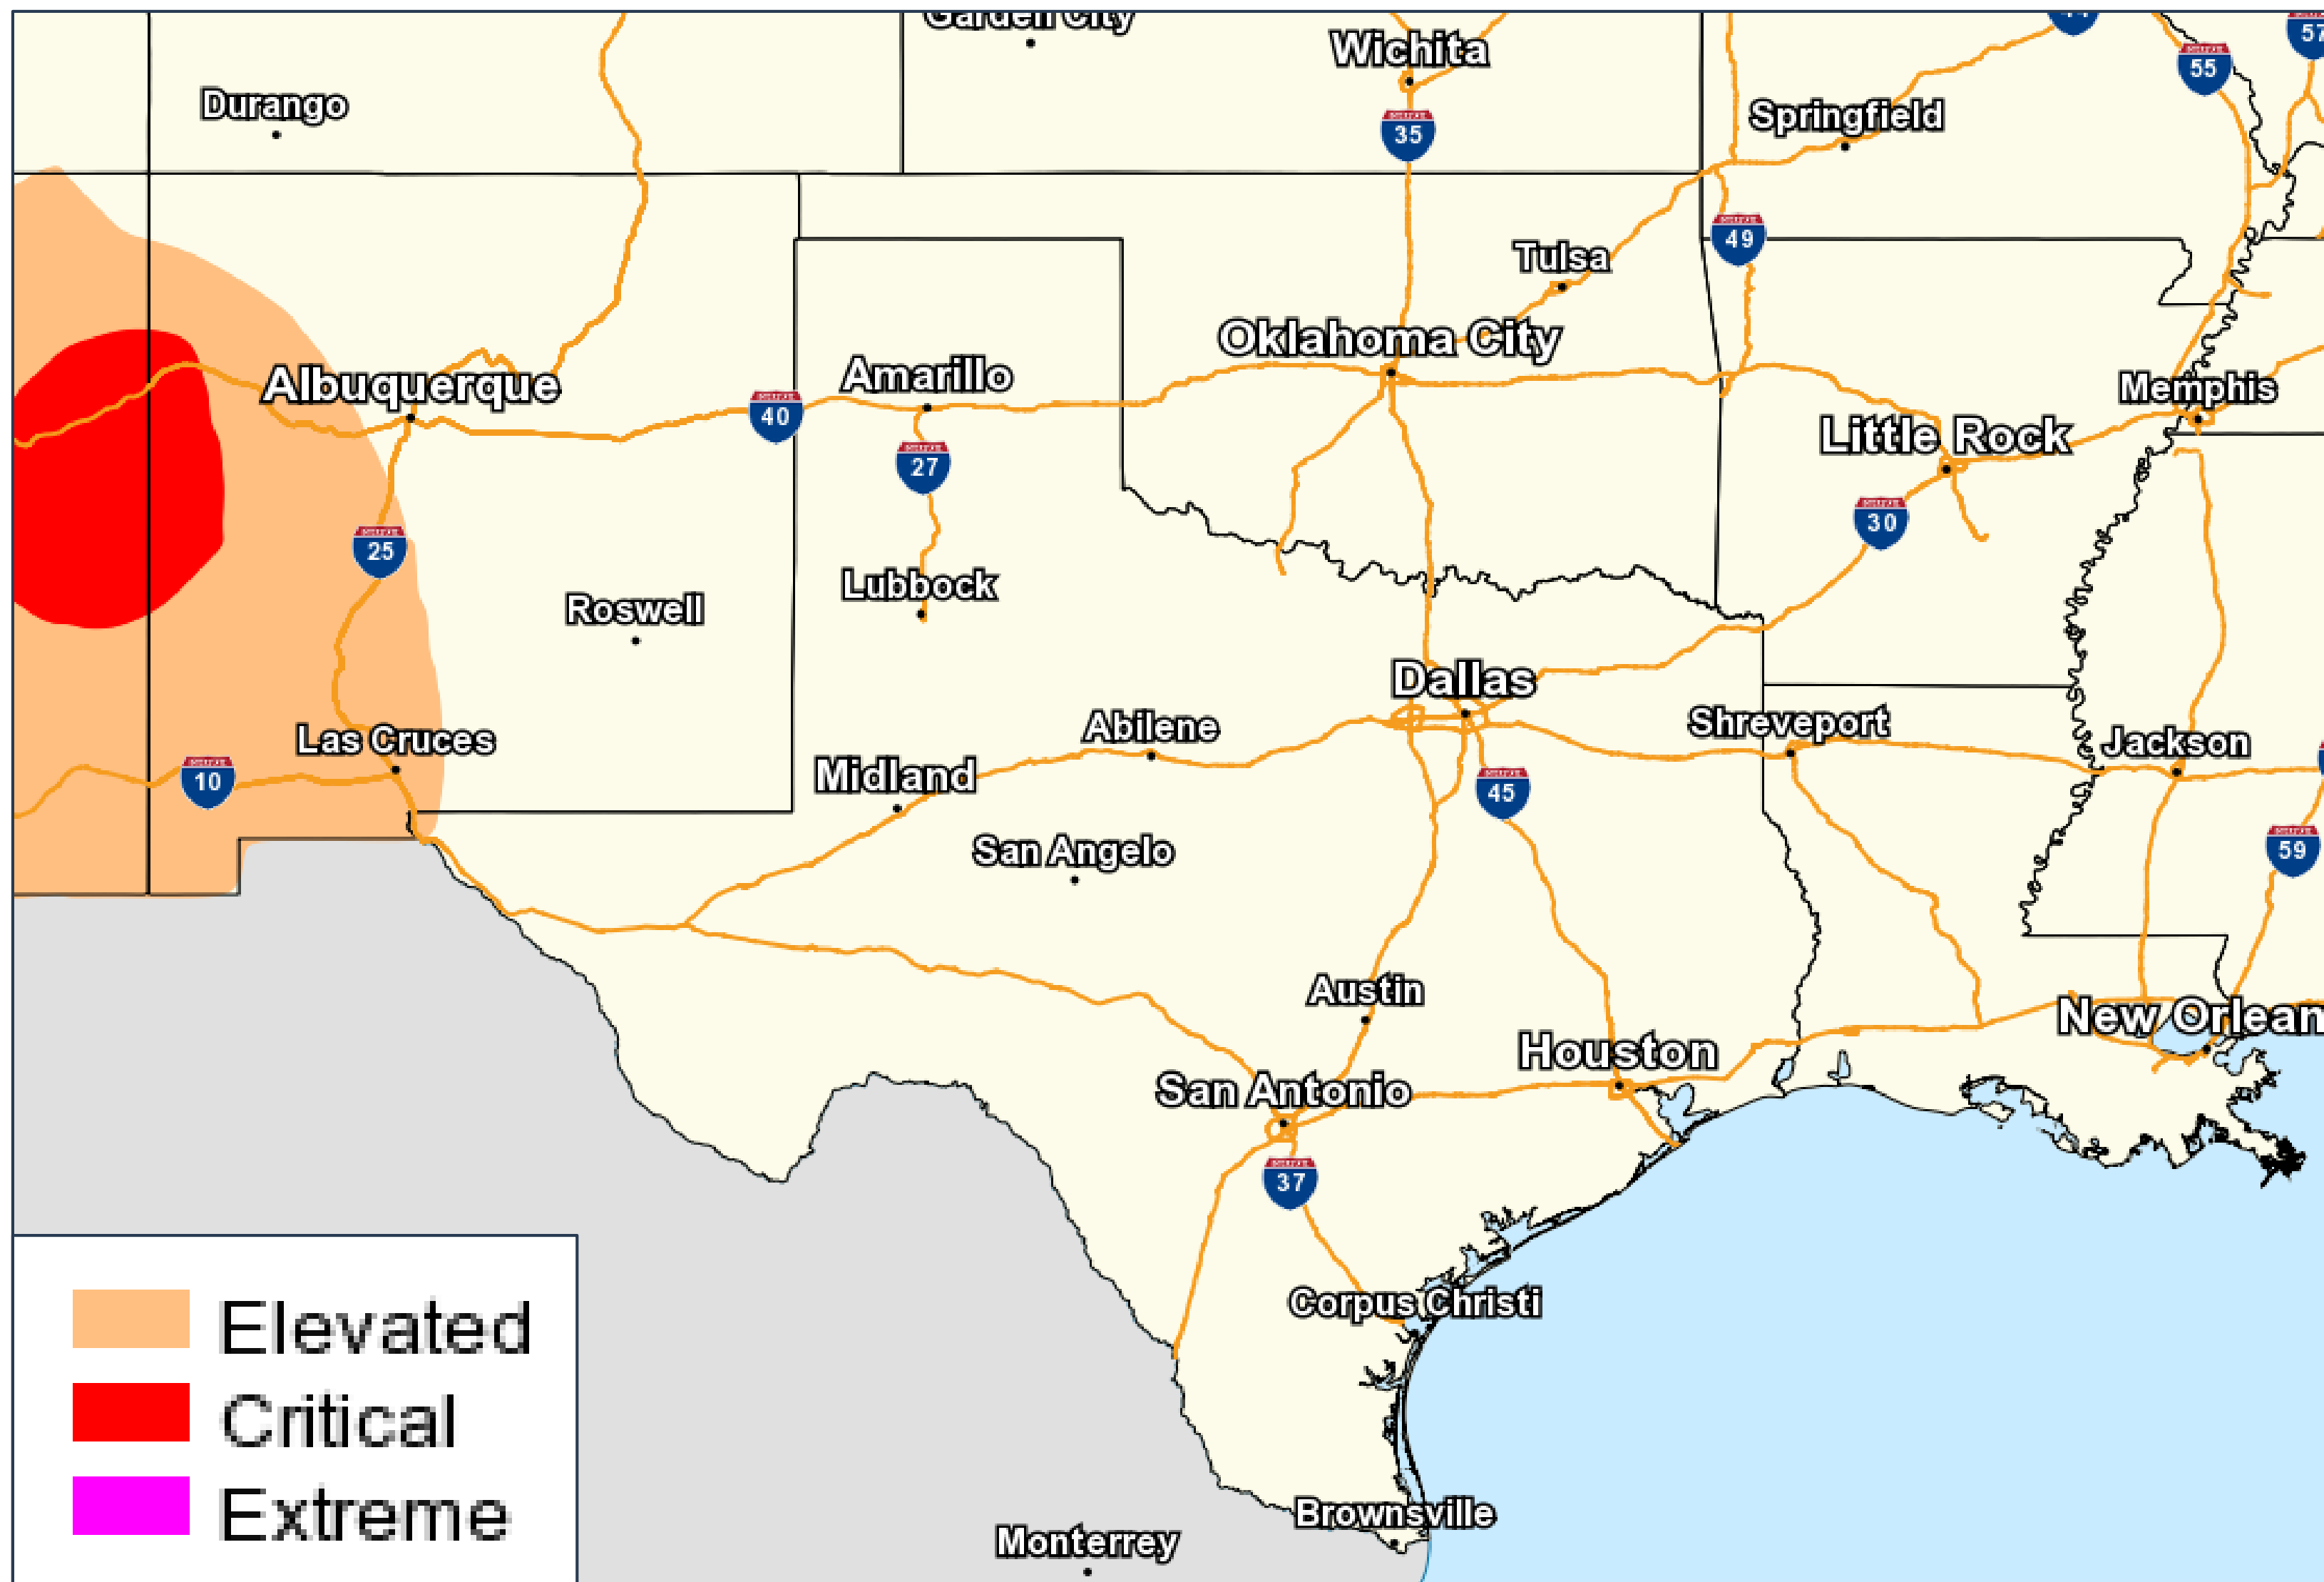 Garden City
Wichita
44
55
57
Durango
35
Springfield
49
Tulsa
Oklahoma City
Albuquerque
Amarillo
40
Memphis
Little Rock
27
30
25
Lubbock
Roswell
Dallas
Las Cruces
Abilene
Shreveport
Jackson
10
Midland
45
San Angelo
59
Austin
New Orlean
Houston
San Antonio
37
Corpus Christi
Brownsville
Monterrey
Elevated
Critical
Extreme